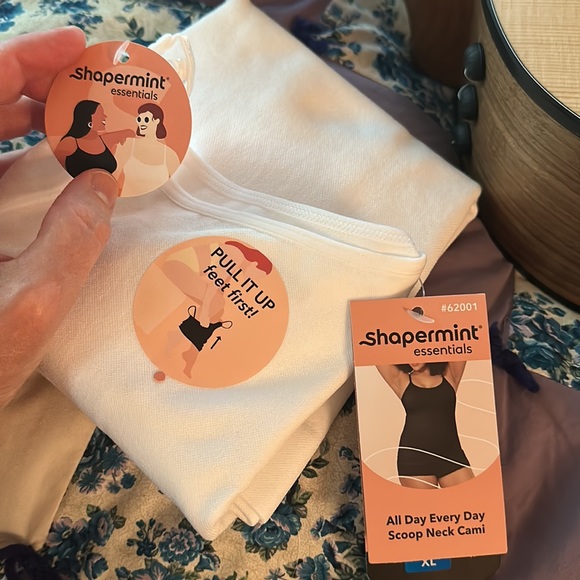 shapermint®
essentials
PULL IT UP
feet first!
#62001
shapermint®
essentials
All Day Every Day
Scoop Neck Cami
XL